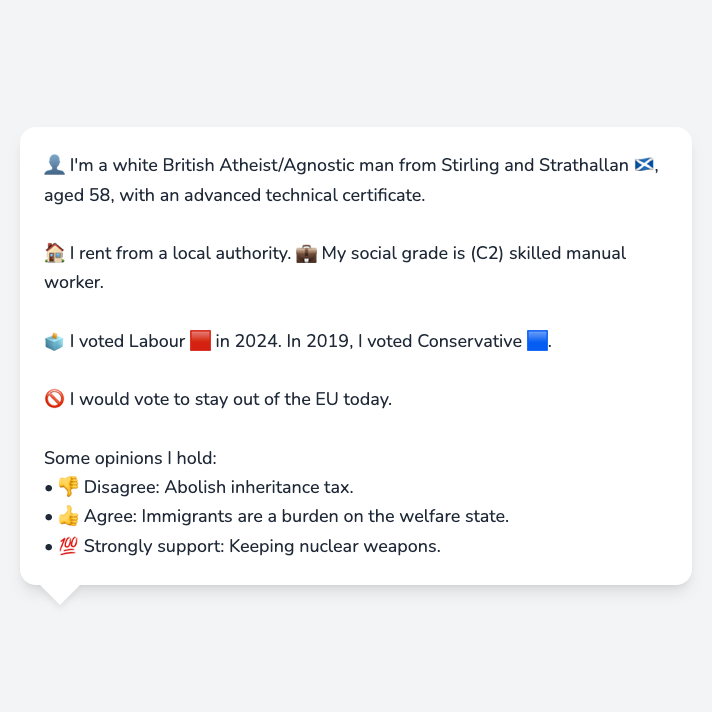 👤 I'm a white British Atheist/Agnostic man from Stirling and Strathallan 🏴󠁧󠁢󠁳󠁣󠁴󠁿,
aged 58, with an advanced technical certificate.
🏠 I rent from a local authority. 💼 My social grade is (C2) skilled manual
worker.
🗳️ I voted Labour 🟥 in 2024. In 2019, I voted Conservative 🟦.
🚫 I would vote to stay out of the EU today.
Some opinions I hold:
• 👎 Disagree: Abolish inheritance tax.
• 👍 Agree: Immigrants are a burden on the welfare state.
• 💯 Strongly support: Keeping nuclear weapons.